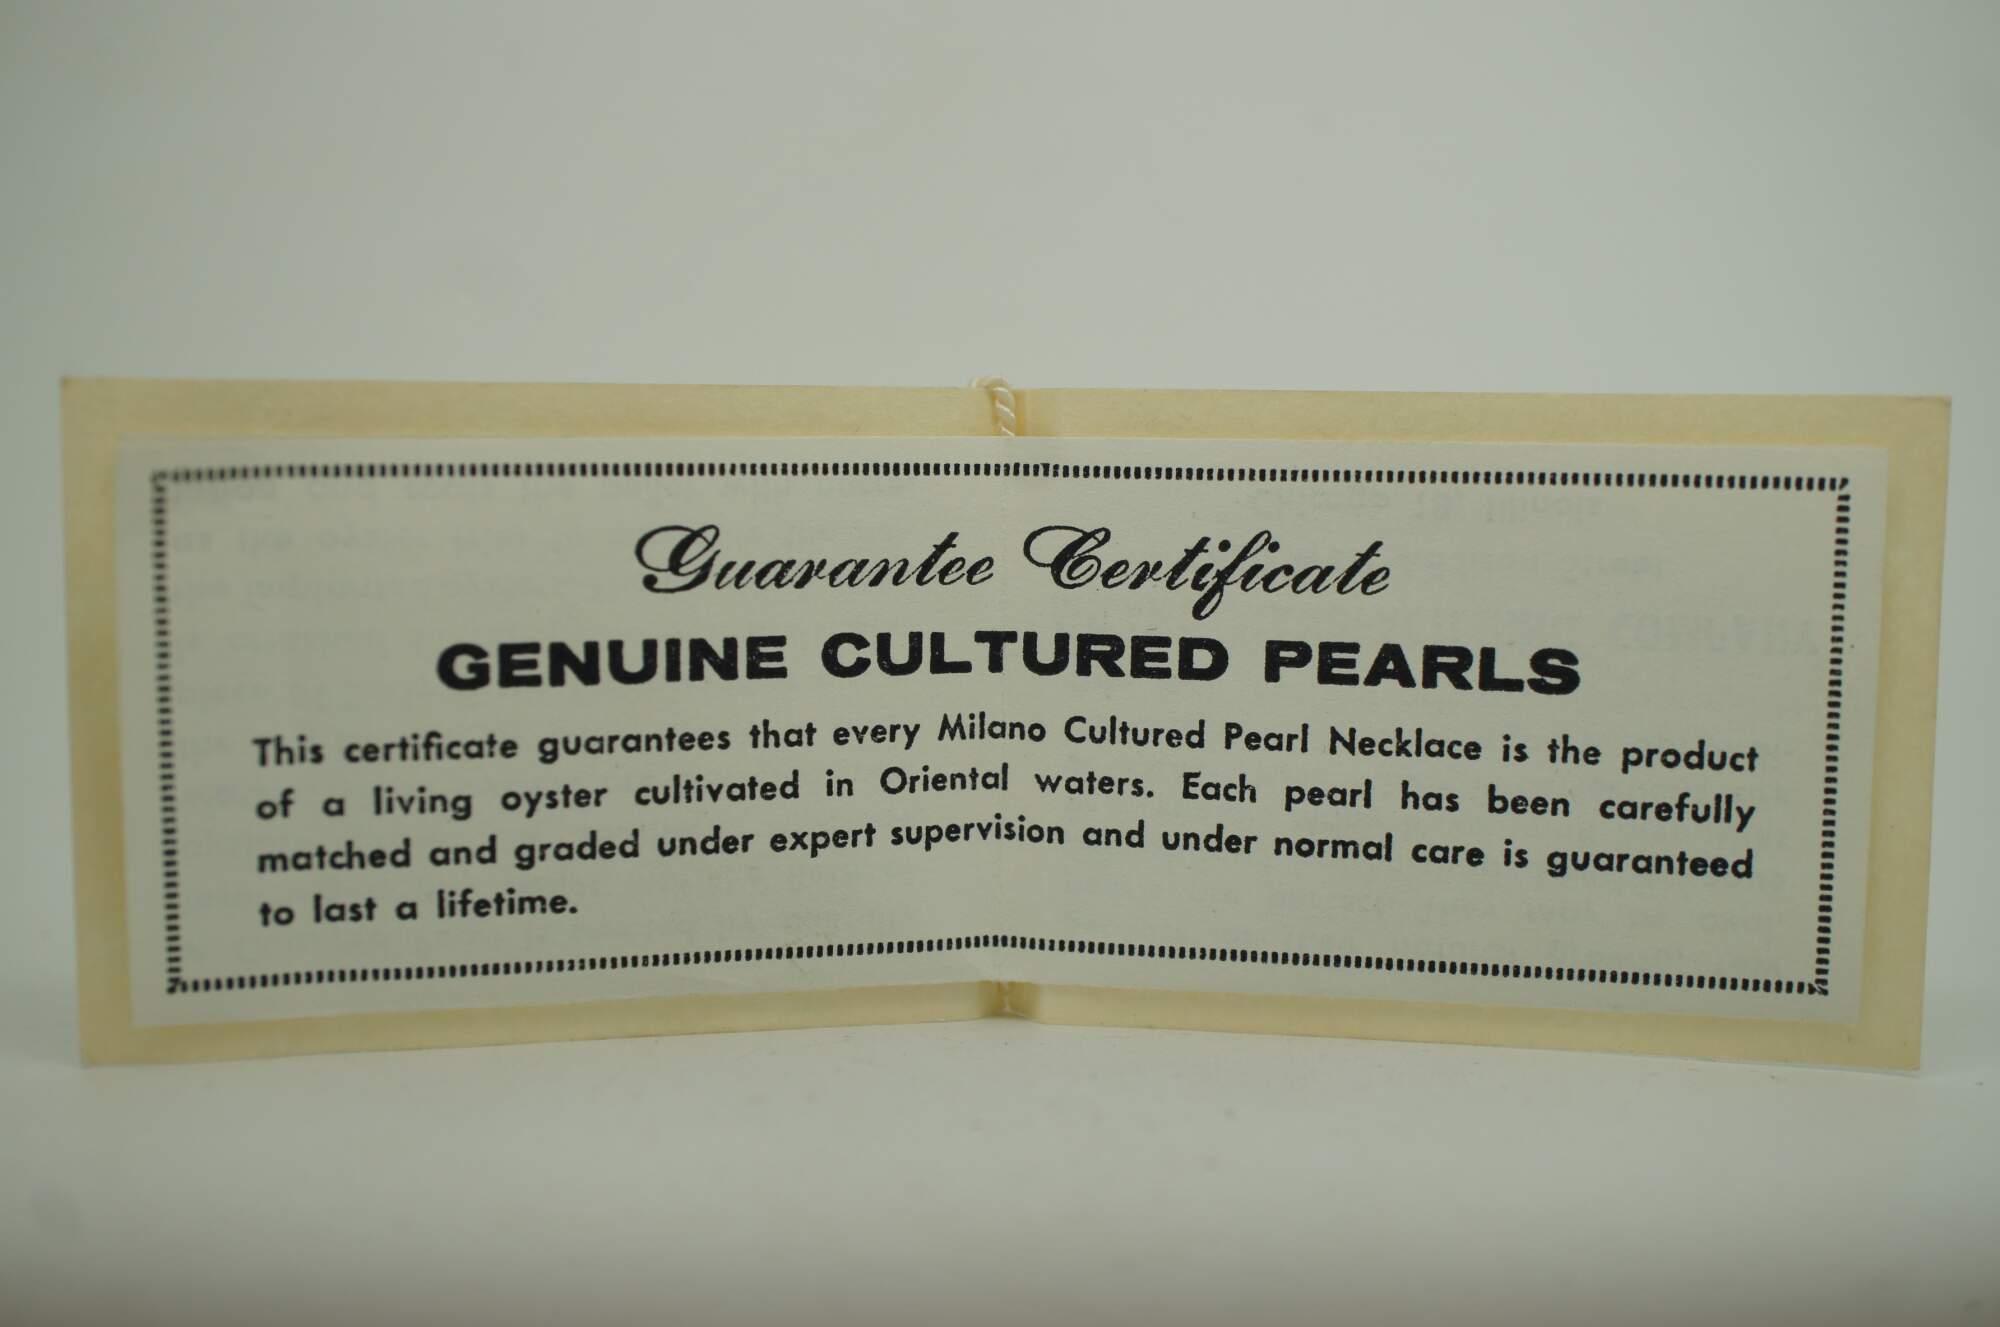 Guarantee Certificate
GENUINE CULTURED PEARLS
This certificate guarantees that every Milano Cultured Pearl Necklace is the product
of a living oyster cultivated in Oriental waters. Each pearl has been carefully
matched and graded under expert supervision and under normal care is guaranteed
to last a lifetime.